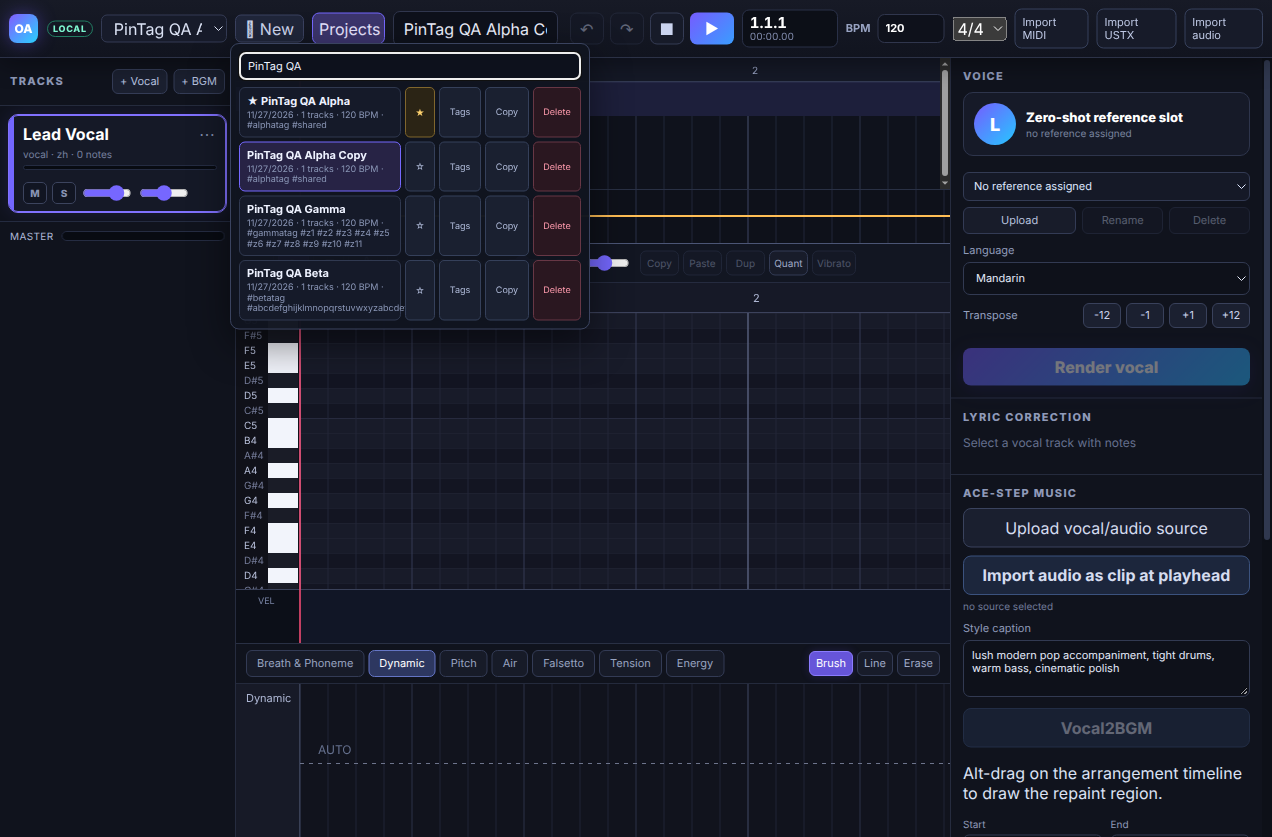 OA LOCAL PinTag QA A New Projects PinTag QA Alpha Co 1.1.1 00:00.00 BPM 120 4/4 Import MIDI Import USTX Import audio
TRACKS + Vocal + BGM
Lead Vocal ...
vocal · zh · 0 notes
M S
MASTER
PinTag QA
★ PinTag QA Alpha
11/27/2026 · 1 tracks · 120 BPM ·
#alphatag #shared
★ Tags Copy Delete
PinTag QA Alpha Copy
11/27/2026 · 1 tracks · 120 BPM ·
#alphatag #shared
☆ Tags Copy Delete
PinTag QA Gamma
11/27/2026 · 1 tracks · 120 BPM ·
#gammatag #z1 #z2 #z3 #z4 #z5
#z6 #z7 #z8 #z9 #z10 #z11
☆ Tags Copy Delete
PinTag QA Beta
11/27/2026 · 1 tracks · 120 BPM ·
#betatag
#abcdefghijklmnopqrstuvwxyzabcde
☆ Tags Copy Delete
2
Copy Paste Dup Quant Vibrato
2
F#5
F5
E5
D#5
D5
C#5
C5
B4
A#4
A4
G#4
G4
F#4
F4
E4
D#4
D4
VEL
Breath & Phoneme Dynamic Pitch Air Falsetto Tension Energy Brush Line Erase
Dynamic
AUTO
VOICE
L
Zero-shot reference slot
no reference assigned
No reference assigned
Upload Rename Delete
Language
Mandarin
Transpose -12 -1 +1 +12
Render vocal
LYRIC CORRECTION
Select a vocal track with notes
ACE-STEP MUSIC
Upload vocal/audio source
Import audio as clip at playhead
no source selected
Style caption
lush modern pop accompaniment, tight drums,
warm bass, cinematic polish
Vocal2BGM
Alt-drag on the arrangement timeline
to draw the repaint region.
Start End